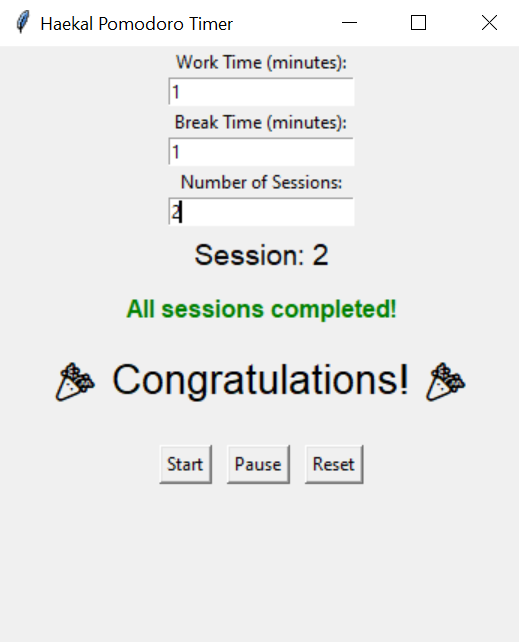 Haekal Pomodoro Timer
Work Time (minutes):
1
Break Time (minutes):
1
Number of Sessions:
2
Session: 2
All sessions completed!
🎉 Congratulations! 🎉
Start Pause Reset